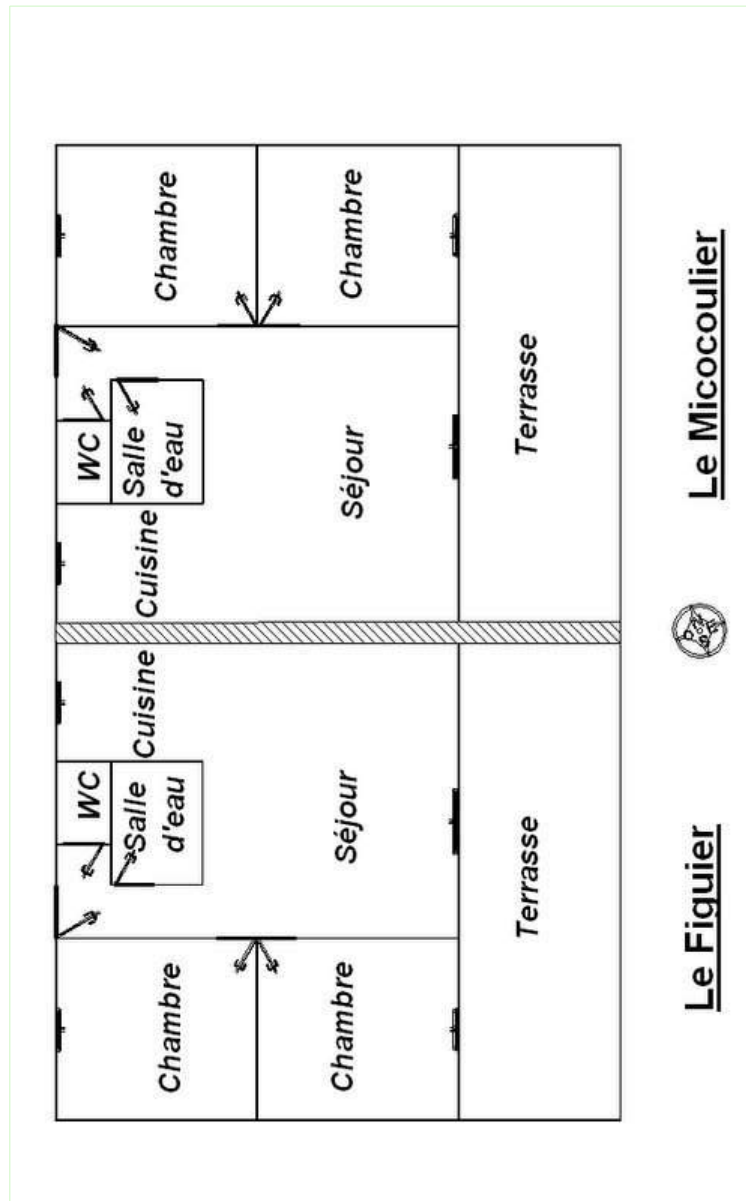 WC
WC
Salle
d'eau
Cuisine
Cuisine
Salle
d'eau
Chambre
Chambre
Chambre
Séjour
Séjour
Chambre
Terrasse
Terrasse
Le Figuier
Le Micocoulier